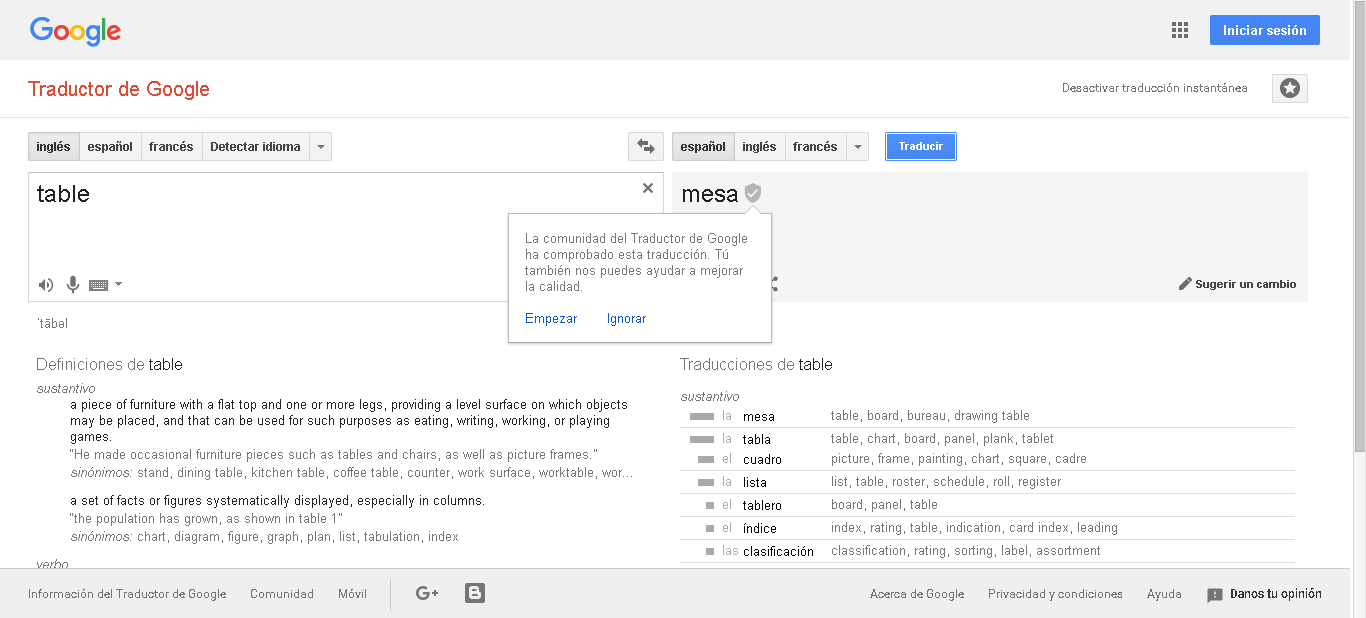 Google
Iniciar sesión
Traductor de Google
Desactivar traducción instantánea
inglés español francés Detectar idioma
español inglés francés Traducir
table
mesa
La comunidad del Traductor de Google
ha comprobado esta traducción. Tú
también nos puedes ayudar a mejorar
la calidad.
Empezar Ignorar
Sugerir un cambio
ˈtābəl
Definiciones de table
sustantivo
a piece of furniture with a flat top and one or more legs, providing a level surface on which objects
may be placed, and that can be used for such purposes as eating, writing, working, or playing
games.
"He made occasional furniture pieces such as tables and chairs, as well as picture frames."
sinónimos: stand, dining table, kitchen table, coffee table, counter, work surface, worktable, wor...
a set of facts or figures systematically displayed, especially in columns.
"the population has grown, as shown in table 1"
sinónimos: chart, diagram, figure, graph, plan, list, tabulation, index
verbo
Traducciones de table
sustantivo
la mesa table, board, bureau, drawing table
la tabla table, chart, board, panel, plank, tablet
el cuadro picture, frame, painting, chart, square, cadre
la lista list, table, roster, schedule, roll, register
el tablero board, panel, table
el índice index, rating, table, indication, card index, leading
las clasificación classification, rating, sorting, label, assortment
Información del Traductor de Google Comunidad Móvil G+ B
Acerca de Google Privacidad y condiciones Ayuda Danos tu opinión